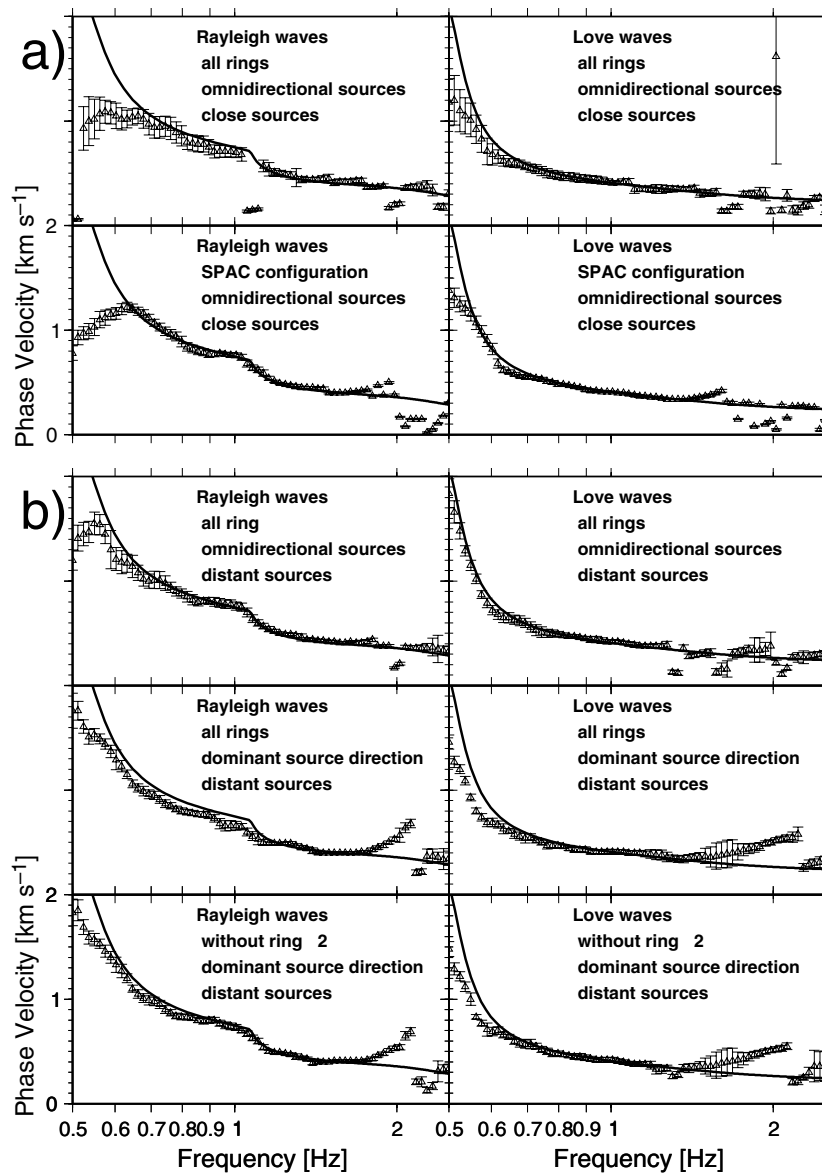 a)
Rayleigh waves
all rings
omnidirectional sources
close sources
Love waves
all rings
omnidirectional sources
close sources
Phase Velocity [km s−1]
2
1
0
Rayleigh waves
SPAC configuration
omnidirectional sources
close sources
Love waves
SPAC configuration
omnidirectional sources
close sources
b)
Rayleigh waves
all ring
omnidirectional sources
distant sources
Love waves
all rings
omnidirectional sources
distant sources
Rayleigh waves
all rings
dominant source direction
distant sources
Love waves
all rings
dominant source direction
distant sources
Phase Velocity [km s−1]
2
1
0
Rayleigh waves
without ring 2
dominant source direction
distant sources
Love waves
without ring 2
dominant source direction
distant sources
0.5 0.6 0.7 0.8 0.9 1 2
0.5 0.6 0.7 0.8 0.9 1 2
Frequency [Hz]
Frequency [Hz]